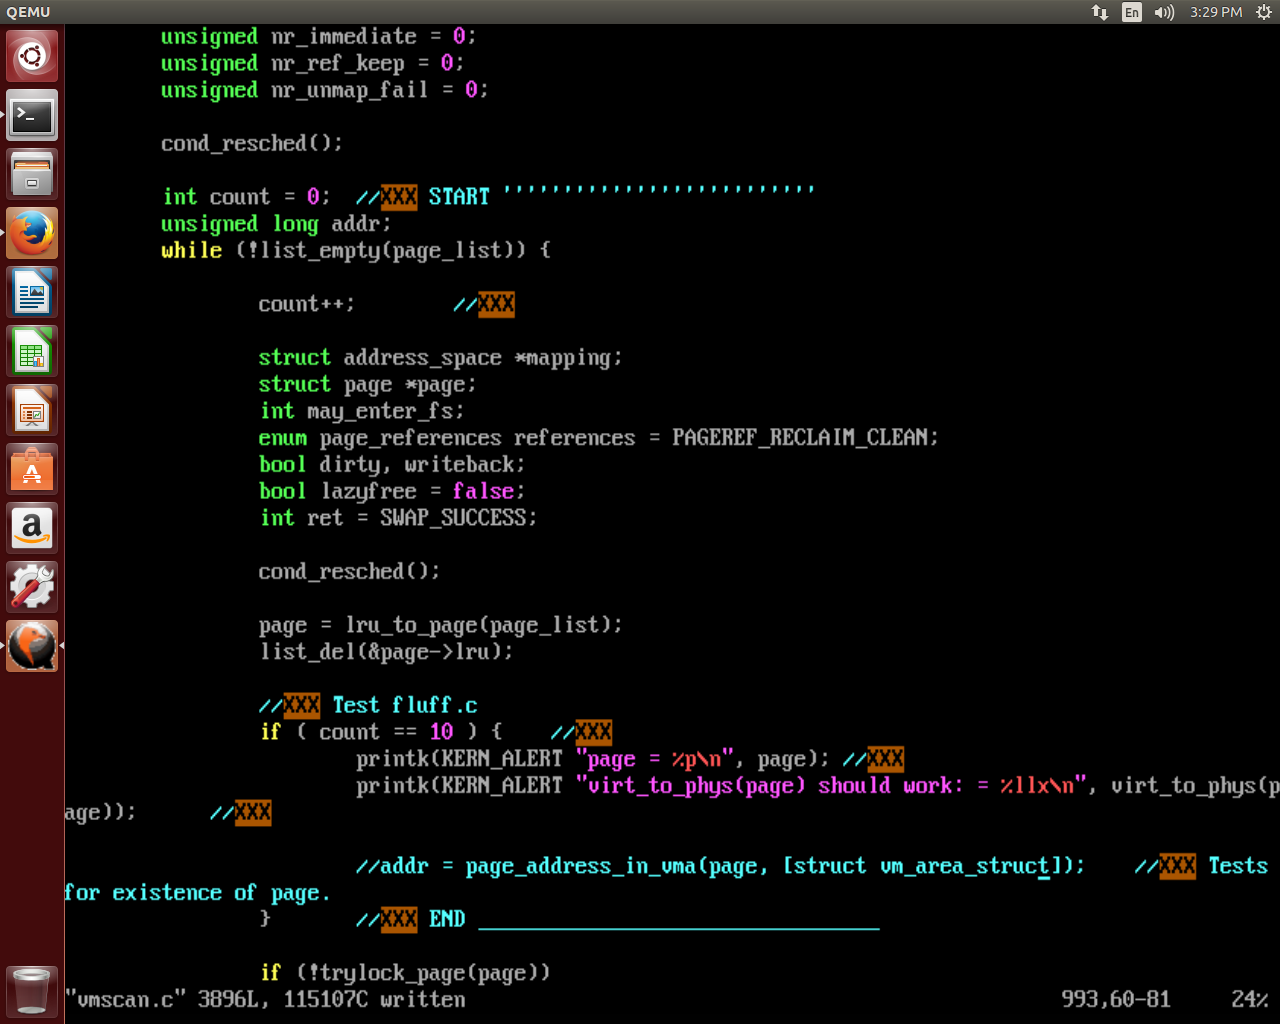 QEMU
En
3:29 PM
unsigned nr_immediate = 0;
unsigned nr_ref_keep = 0;
unsigned nr_unmap_fail = 0;
cond_resched();
int count = 0;  //XXX START ''''''''''''''''''''''''''
unsigned long addr;
while (!list_empty(page_list)) {
count++;        //XXX
struct address_space *mapping;
struct page *page;
int may_enter_fs;
enum page_references references = PAGEREF_RECLAIM_CLEAN;
bool dirty, writeback;
bool lazyfree = false;
int ret = SWAP_SUCCESS;
cond_resched();
page = lru_to_page(page_list);
list_del(&page->lru);
//XXX Test fluff.c
if ( count == 10 ) {    //XXX
printk(KERN_ALERT "page = %p\n", page); //XXX
printk(KERN_ALERT "virt_to_phys(page) should work: = %llx\n", virt_to_phys(p
age));      //XXX
//addr = page_address_in_vma(page, [struct vm_area_struct]);    //XXX Tests
for existence of page.
}       //XXX END _________________________________
if (!trylock_page(page))
"vmscan.c" 3896L, 115107C written                                                 993,60-81     24%